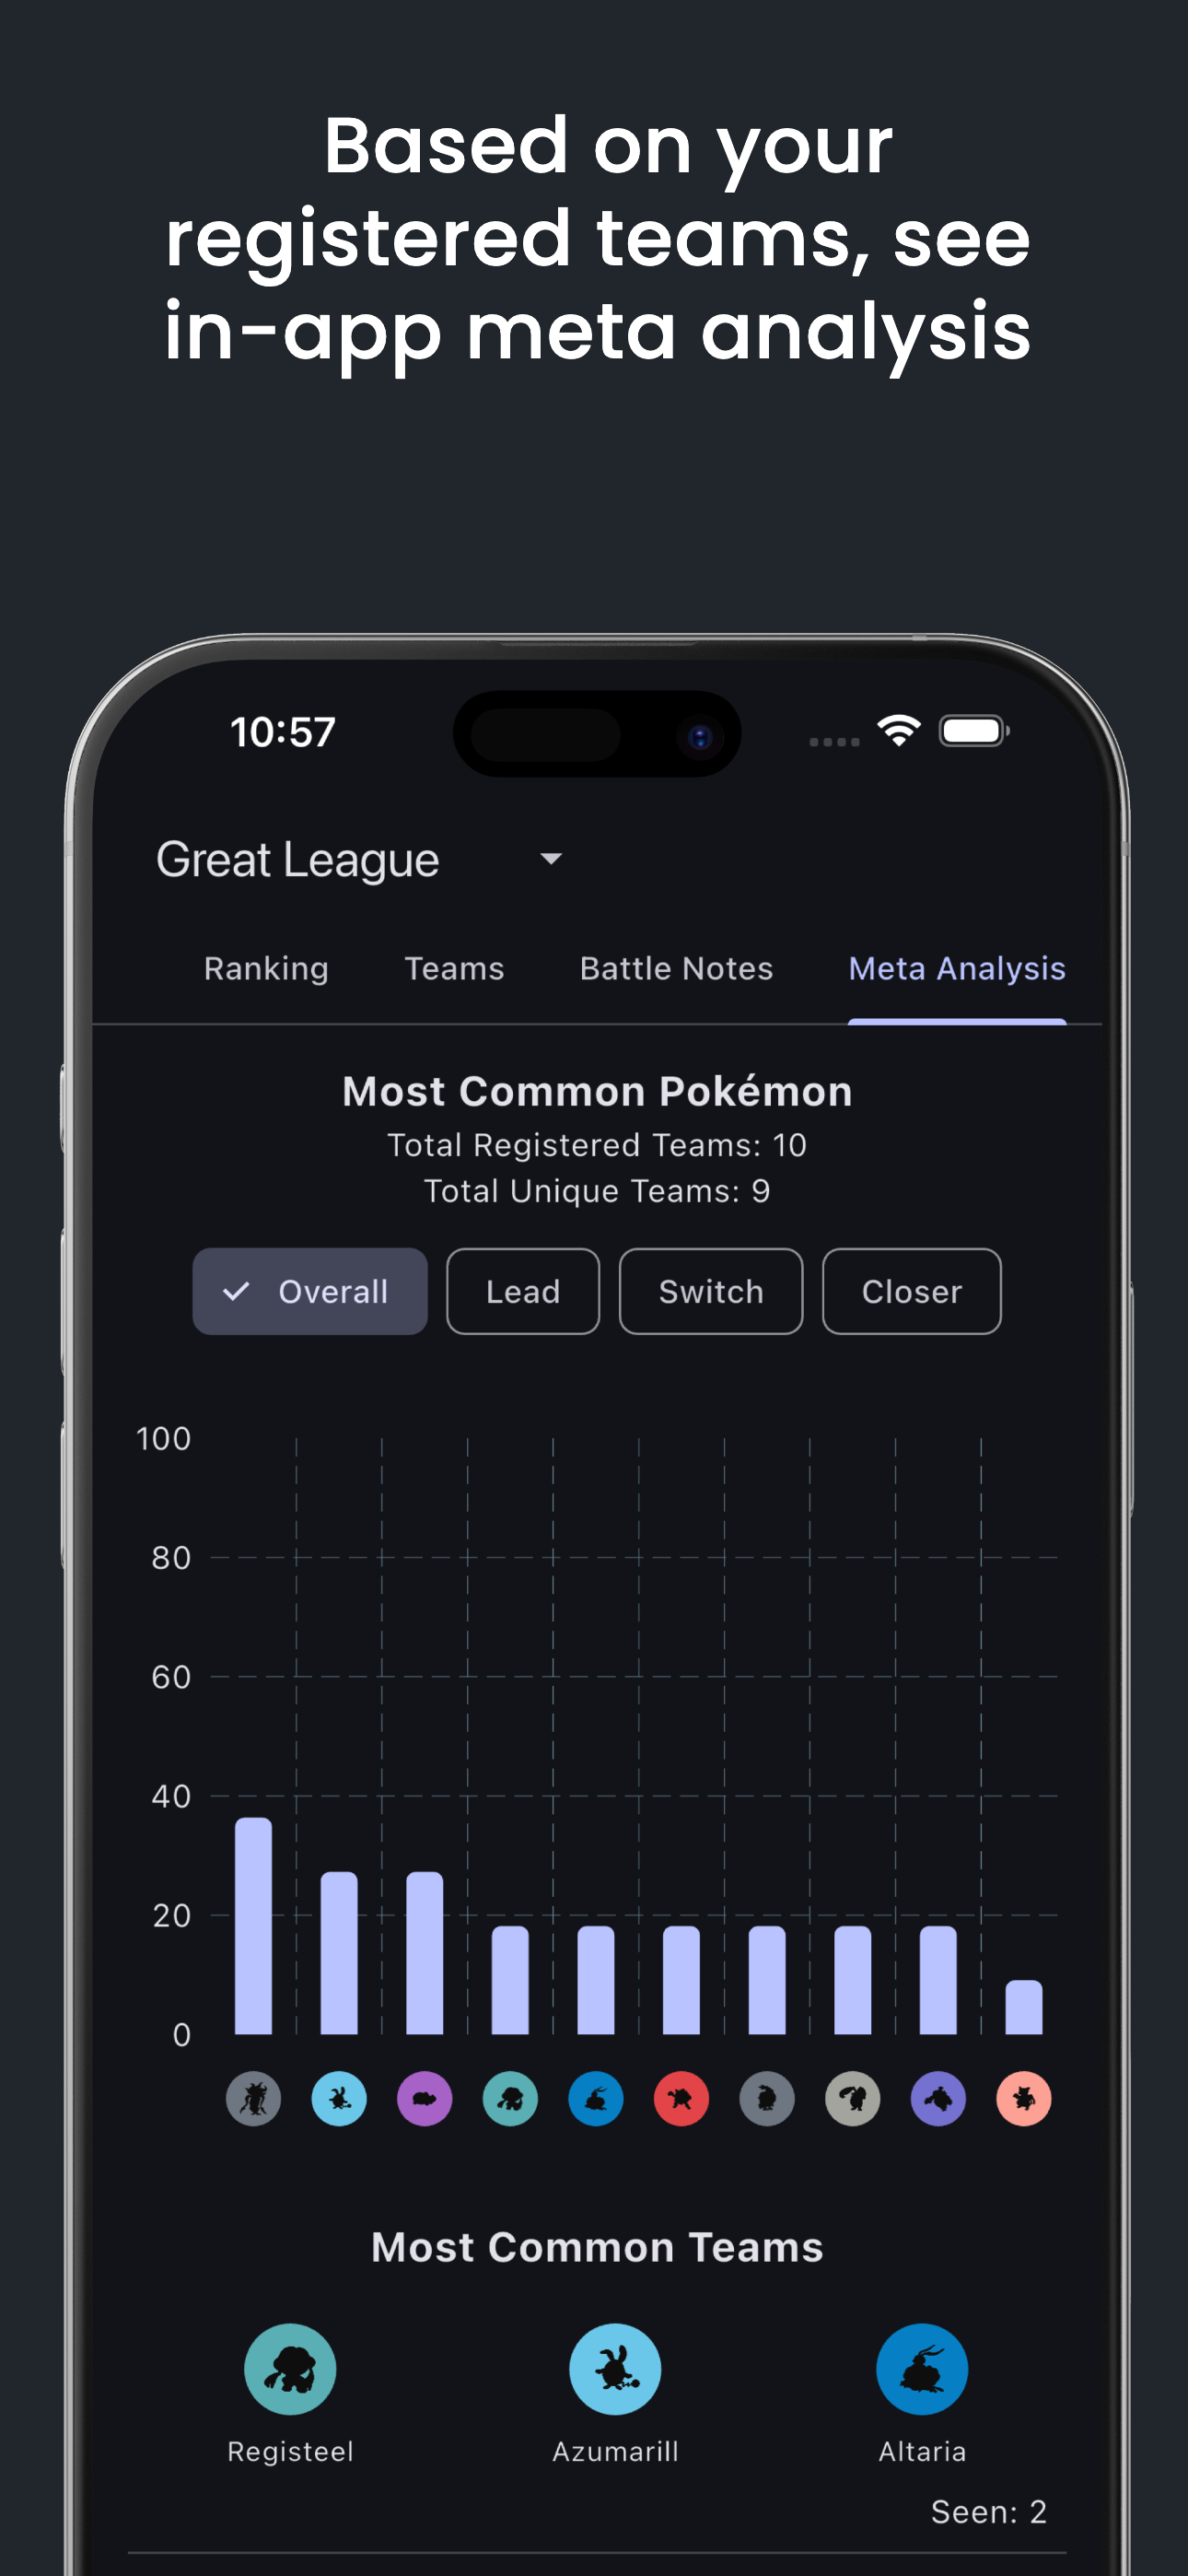 Based on your
registered teams, see
in-app meta analysis
10:57
Great League
Ranking Teams Battle Notes Meta Analysis
Most Common Pokémon
Total Registered Teams: 10
Total Unique Teams: 9
Overall Lead Switch Closer
100
80
60
40
20
0
Most Common Teams
Registeel Azumarill Altaria
Seen: 2